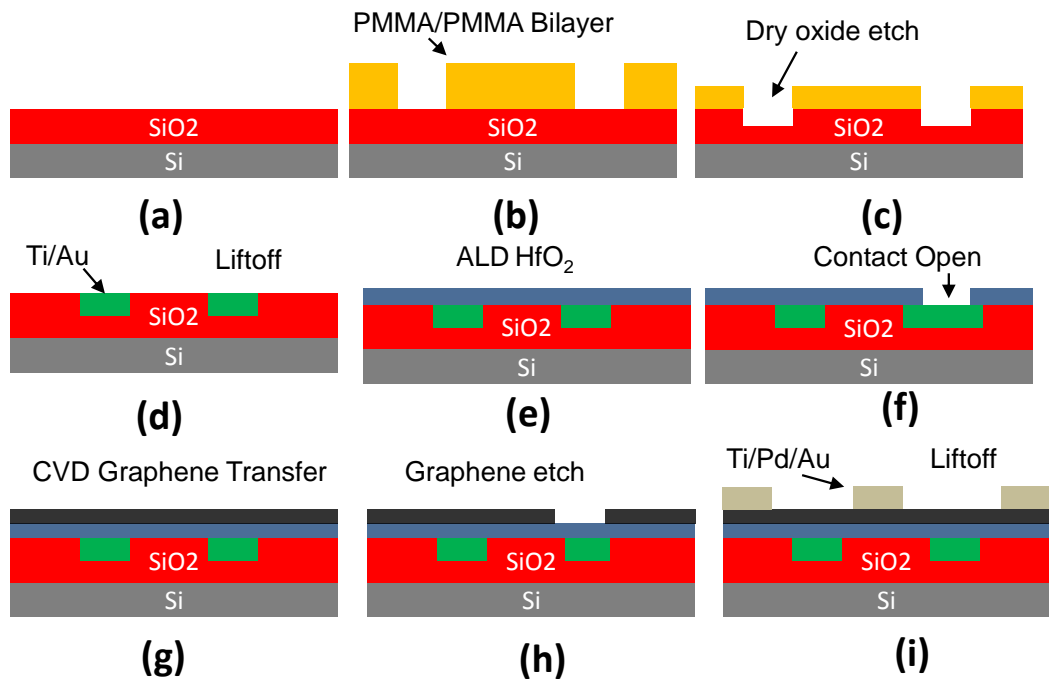 PMMA/PMMA Bilayer
Dry oxide etch
SiO2
Si
(a)
SiO2
Si
(b)
SiO2
Si
(c)
Ti/Au
Liftoff
SiO2
Si
(d)
ALD HfO₂
SiO2
Si
(e)
Contact Open
SiO2
Si
(f)
CVD Graphene Transfer
SiO2
Si
(g)
Graphene etch
SiO2
Si
(h)
Ti/Pd/Au
Liftoff
SiO2
Si
(i)